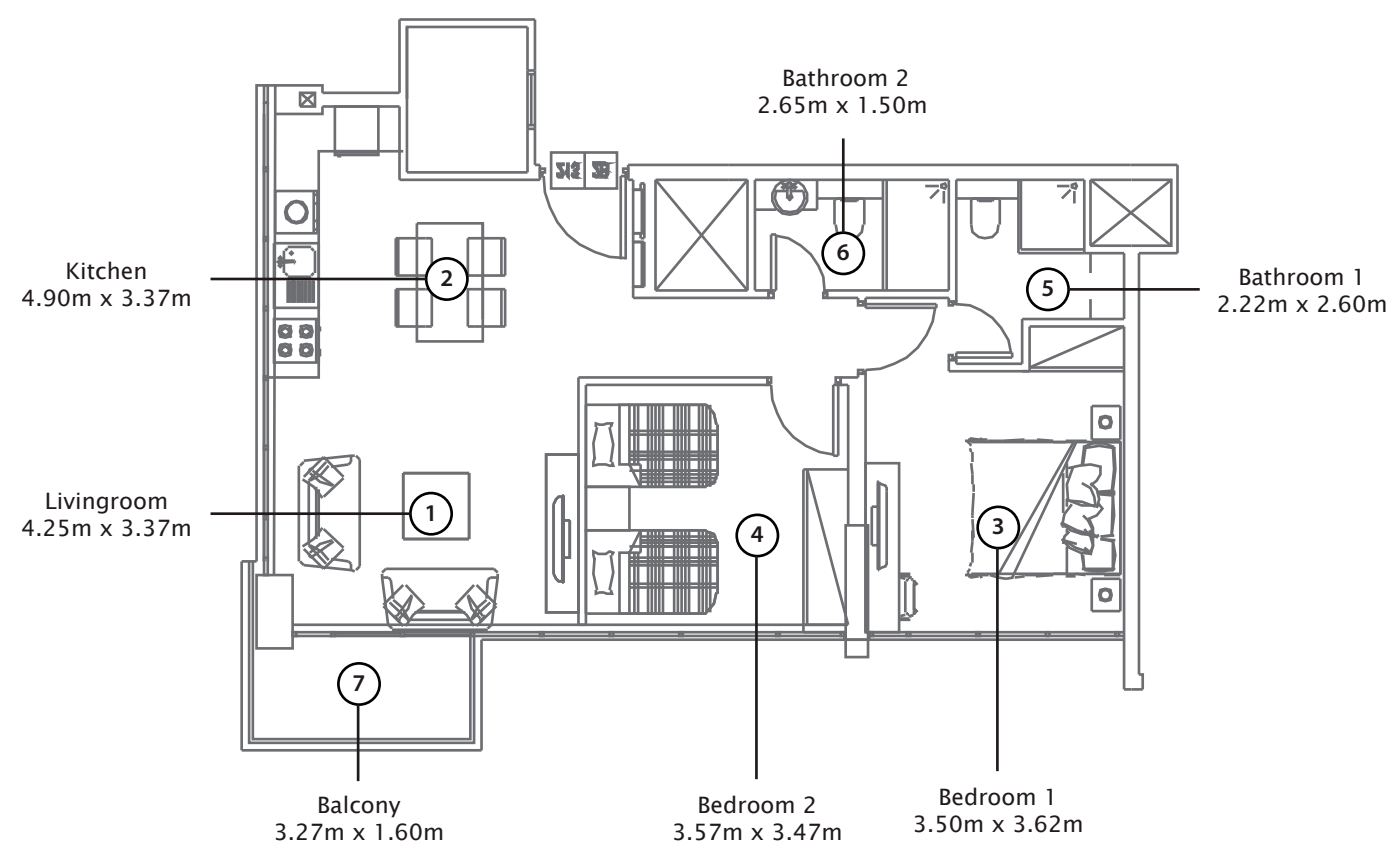 Bathroom 2
2.65m x 1.50m
6
Kitchen
4.90m x 3.37m
2
Bathroom 1
2.22m x 2.60m
5
Livingroom
4.25m x 3.37m
1
4
3
7
Balcony
3.27m x 1.60m
Bedroom 2
3.57m x 3.47m
Bedroom 1
3.50m x 3.62m